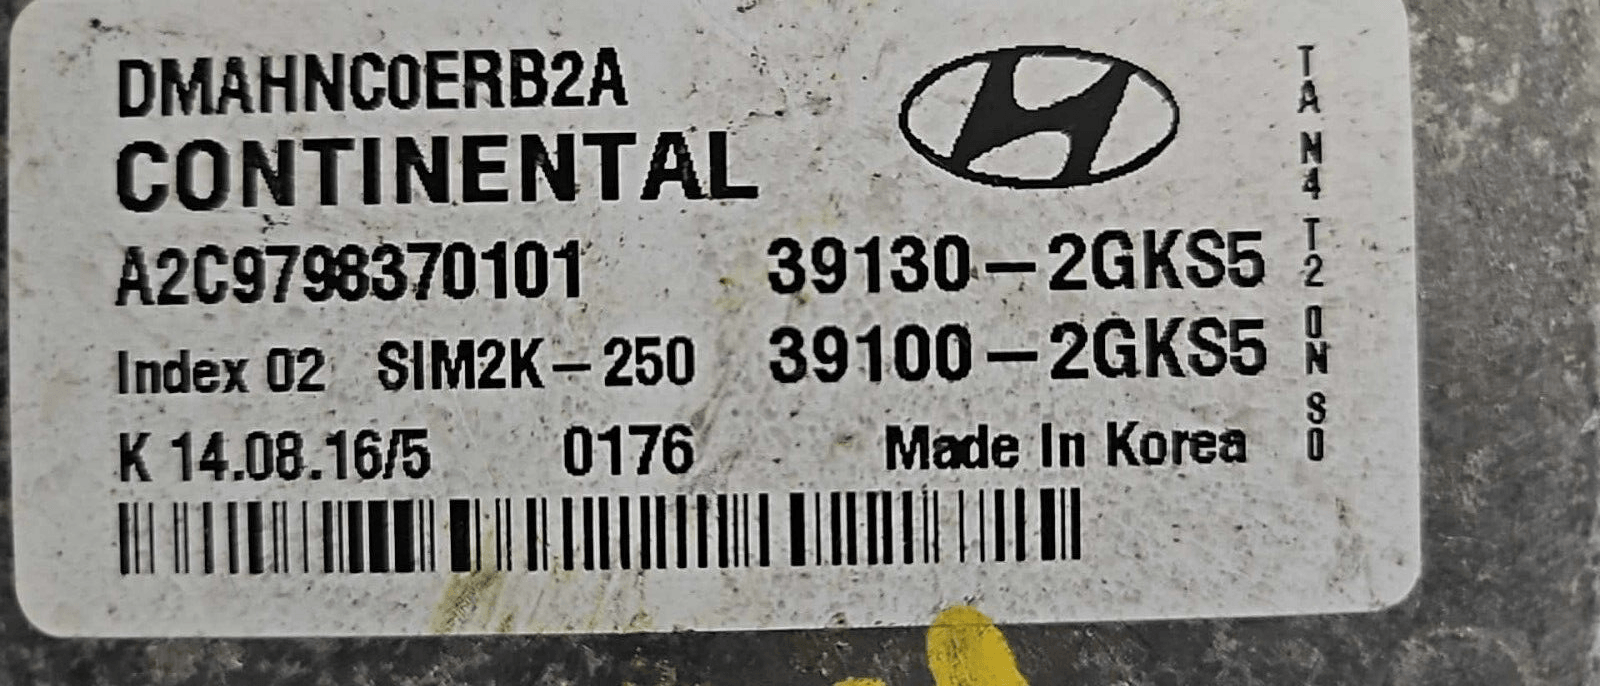 DMAHNC0ERB2A
CONTINENTAL
A2C9798370101 39130-2GKS5
Index 02 SIM2K-250 39100-2GKS5
K 14.08.16/5 0176 Made In Korea
TA N4 T2 0N S0